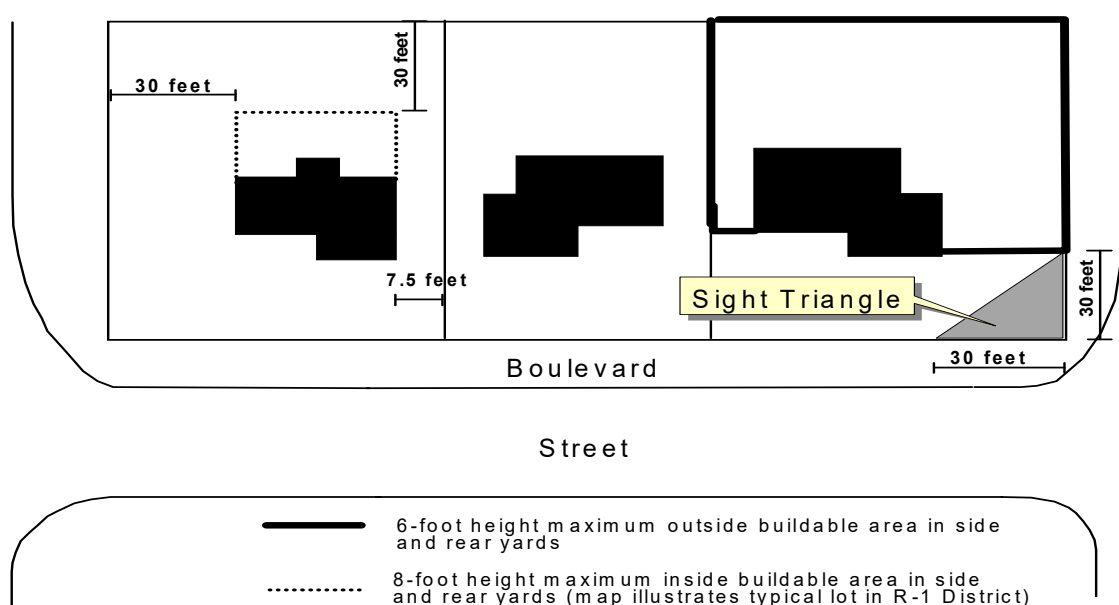 30 feet
30 feet
7.5 feet
Sight Triangle
30 feet
30 feet
Boulevard
Street
6-foot height maximum outside buildable area in side
and rear yards
8-foot height maximum inside buildable area in side
and rear yards (map illustrates typical lot in R-1 District)